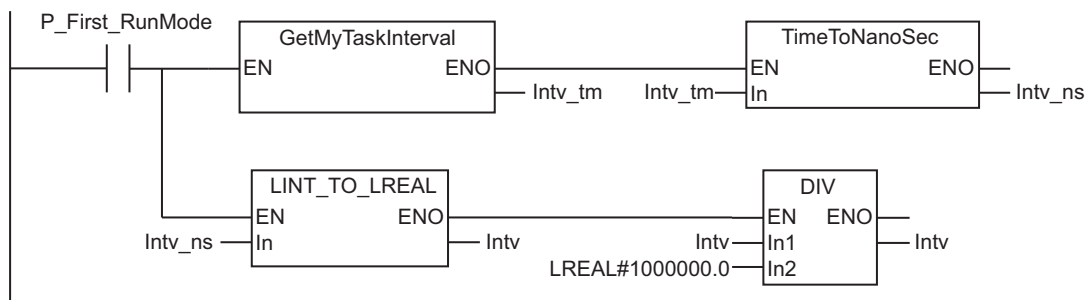 P_First_RunMode
GetMyTaskInterval TimeToNanoSec
EN ENO EN ENO
Intv_tm Intv_tm In Intv_ns
LINT_TO_LREAL DIV
EN ENO EN ENO
Intv_ns In Intv Intv In1 Intv
LREAL#1000000.0 In2